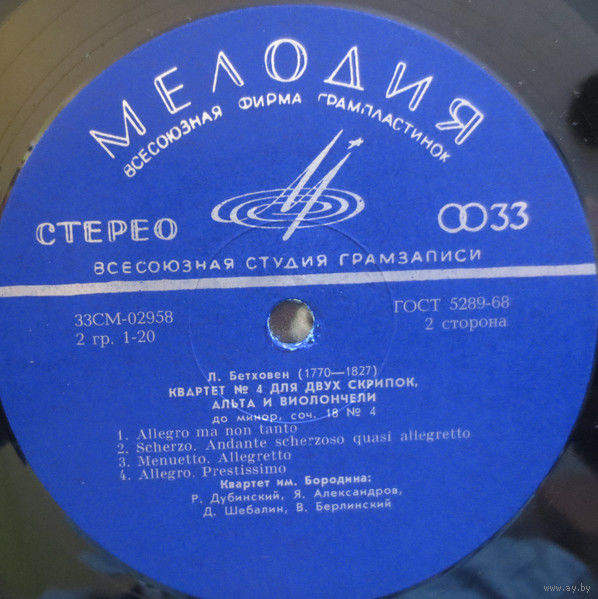 МЕЛОДИЯ
ВСЕСОЮЗНАЯ ФИРМА ГРАМПЛАСТИНОК
СТЕРЕО
33
ВСЕСОЮЗНАЯ СТУДИЯ ГРАМЗАПИСИ
33СМ-02958
2 гр. 1-20
ГОСТ 5289-68
2 сторона
Л. Бетховен (1770—1827)
КВАРТЕТ № 4 ДЛЯ ДВУХ СКРИПОК,
АЛЬТА И ВИОЛОНЧЕЛИ
до минор, соч. 18 № 4
1. Allegro ma non tanto
2. Scherzo. Andante scherzoso quasi allegretto
3. Menuetto. Allegretto
4. Allegro. Prestissimo
Квартет им. Бородина:
Р. Дубинский, Я. Александров,
Д. Шебалин, В. Берлинский
www.ay.by